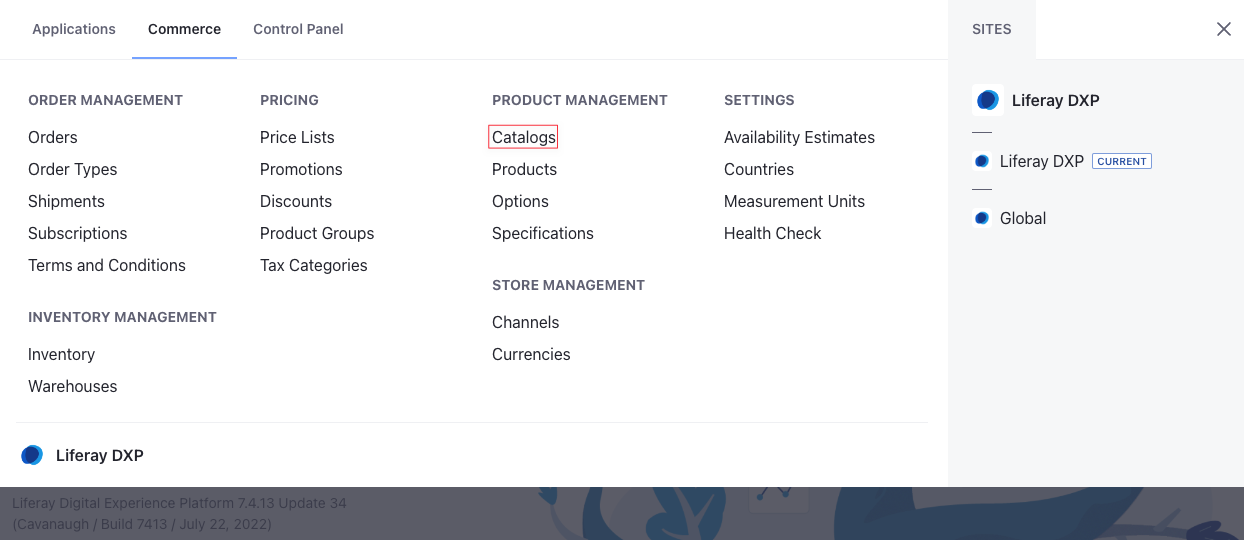 Applications
Commerce
Control Panel
SITES
ORDER MANAGEMENT
Orders
Order Types
Shipments
Subscriptions
Terms and Conditions
INVENTORY MANAGEMENT
Inventory
Warehouses
PRICING
Price Lists
Promotions
Discounts
Product Groups
Tax Categories
PRODUCT MANAGEMENT
Catalogs
Products
Options
Specifications
STORE MANAGEMENT
Channels
Currencies
SETTINGS
Availability Estimates
Countries
Measurement Units
Health Check
Liferay DXP
Liferay DXP CURRENT
Global
Liferay DXP
Liferay Digital Experience Platform 7.4.13 Update 34
(Cavanaugh / Build 7413 / July 22, 2022)